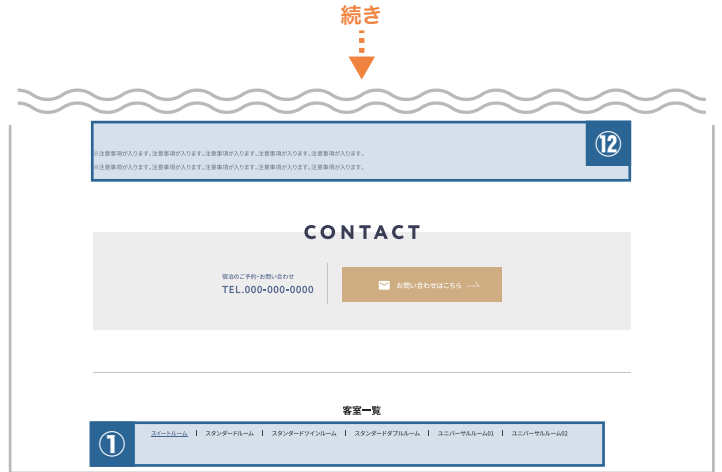 続き
※注意事項が入ります。注意事項が入ります。注意事項が入ります。注意事項が入ります。注意事項が入ります。
※注意事項が入ります。注意事項が入ります。注意事項が入ります。注意事項が入ります。注意事項が入ります。
⑫
CONTACT
宿泊のご予約・お問い合わせ
TEL.000-000-0000
お問い合わせはこちら
客室一覧
①
スイートルーム | スタンダードルーム | スタンダードツインルーム | スタンダードダブルルーム | ユニバーサルルーム01 | ユニバーサルルーム02